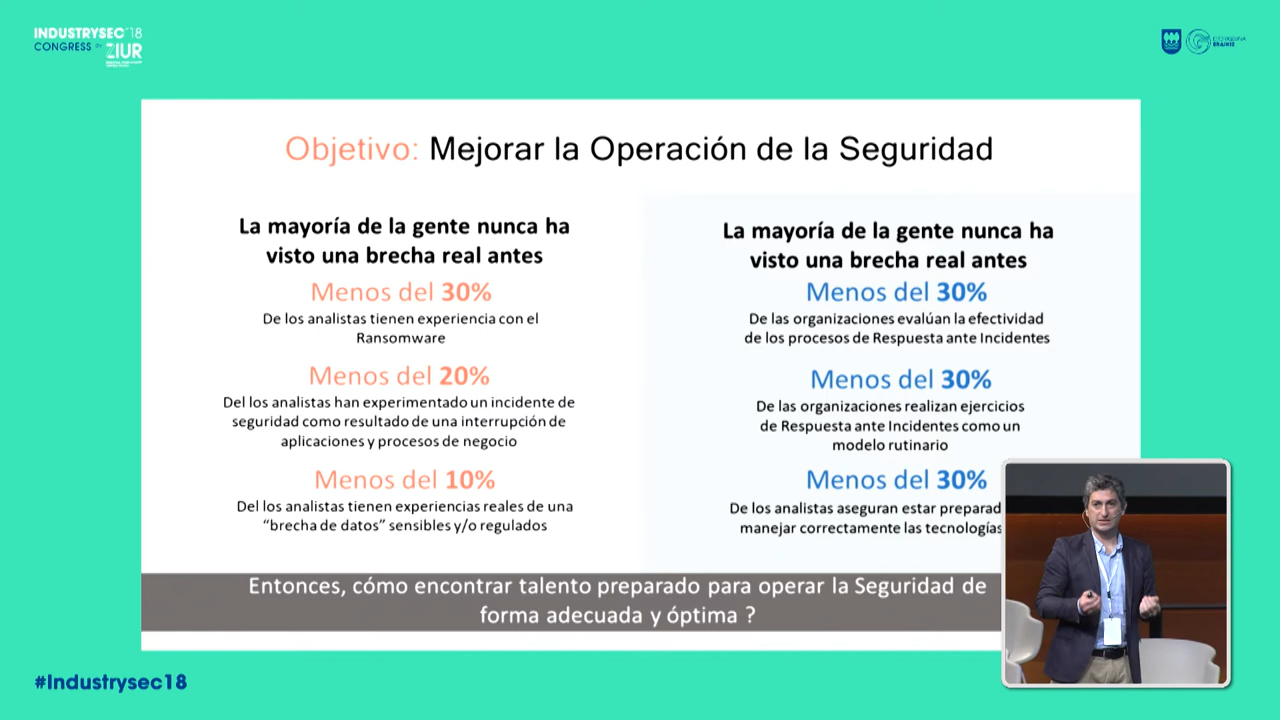 INDUSTRYSEC'18
CONGRESS BY ZIUR
Objetivo: Mejorar la Operación de la Seguridad
La mayoría de la gente nunca ha
visto una brecha real antes
Menos del 30%
De los analistas tienen experiencia con el
Ransomware
Menos del 20%
Del los analistas han experimentado un incidente de
seguridad como resultado de una interrupción de
aplicaciones y procesos de negocio
Menos del 10%
Del los analistas tienen experiencias reales de una
“brecha de datos” sensibles y/o regulados
La mayoría de la gente nunca ha
visto una brecha real antes
Menos del 30%
De las organizaciones evalúan la efectividad
de los procesos de Respuesta ante Incidentes
Menos del 30%
De las organizaciones realizan ejercicios
de Respuesta ante Incidentes como un
modelo rutinario
Menos del 30%
De los analistas aseguran estar preparad
manejar correctamente las tecnologías
Entonces, cómo encontrar talento preparado para operar la Seguridad de
forma adecuada y óptima ?
#Industrysec18